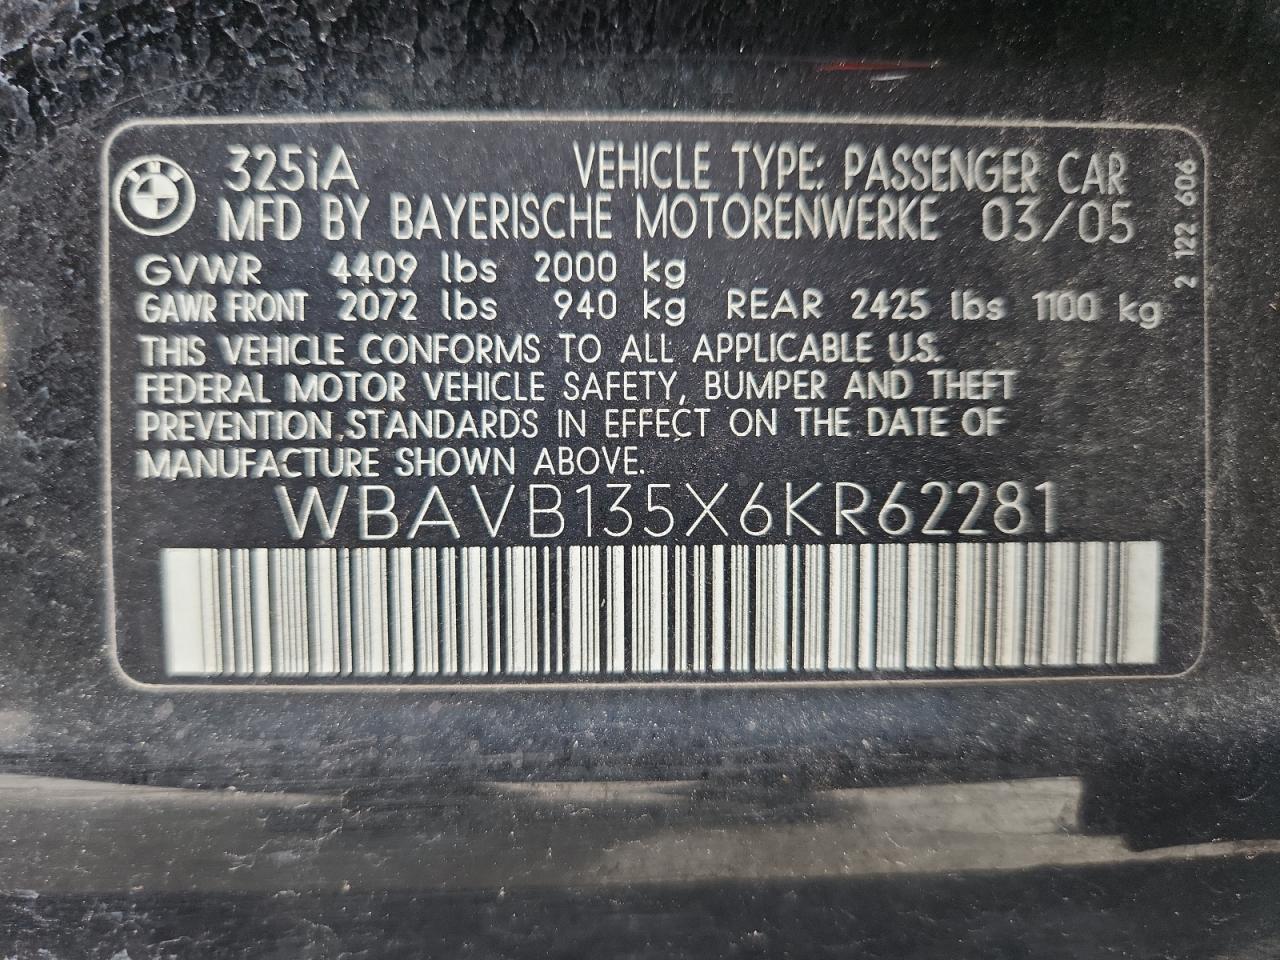 325iA VEHICLE TYPE: PASSENGER CAR
MFD BY BAYERISCHE MOTORENWERKE 03/05
GVWR 4409 lbs 2000 kg
GAWR FRONT 2072 lbs 940 kg REAR 2425 lbs 1100 kg
THIS VEHICLE CONFORMS TO ALL APPLICABLE U.S.
FEDERAL MOTOR VEHICLE SAFETY, BUMPER AND THEFT
PREVENTION STANDARDS IN EFFECT ON THE DATE OF
MANUFACTURE SHOWN ABOVE.
WBAVB135X6KR62281
2 122 606